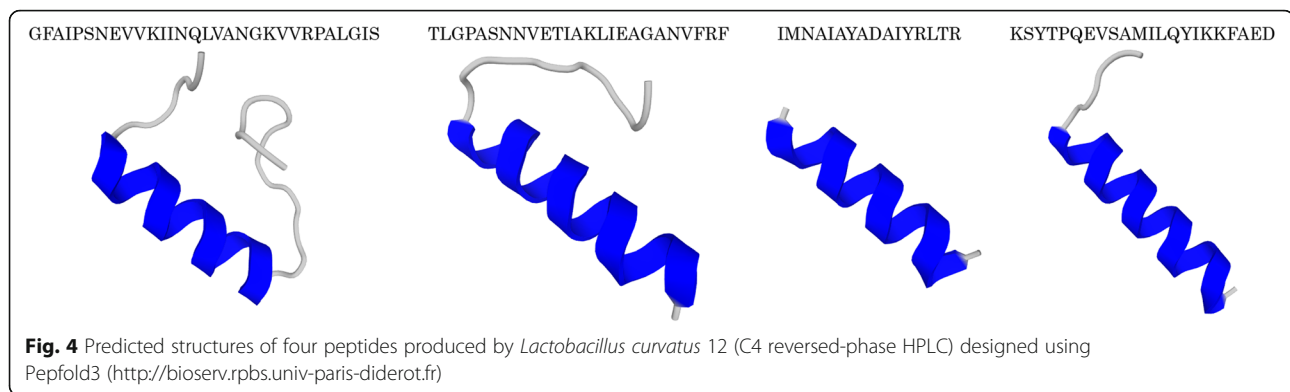 GFAIPSNEVVKIINQLVANGKVVRPALGIS TLGPASNNVETIAKLIEAGANVFRF IMNAIAYADAIYRLTR KSYTPQEVSAMILQYIKKFAED
Fig. 4 Predicted structures of four peptides produced by Lactobacillus curvatus 12 (C4 reversed-phase HPLC) designed using
Pepfold3 (http://bioserv.rpbs.univ-paris-diderot.fr)